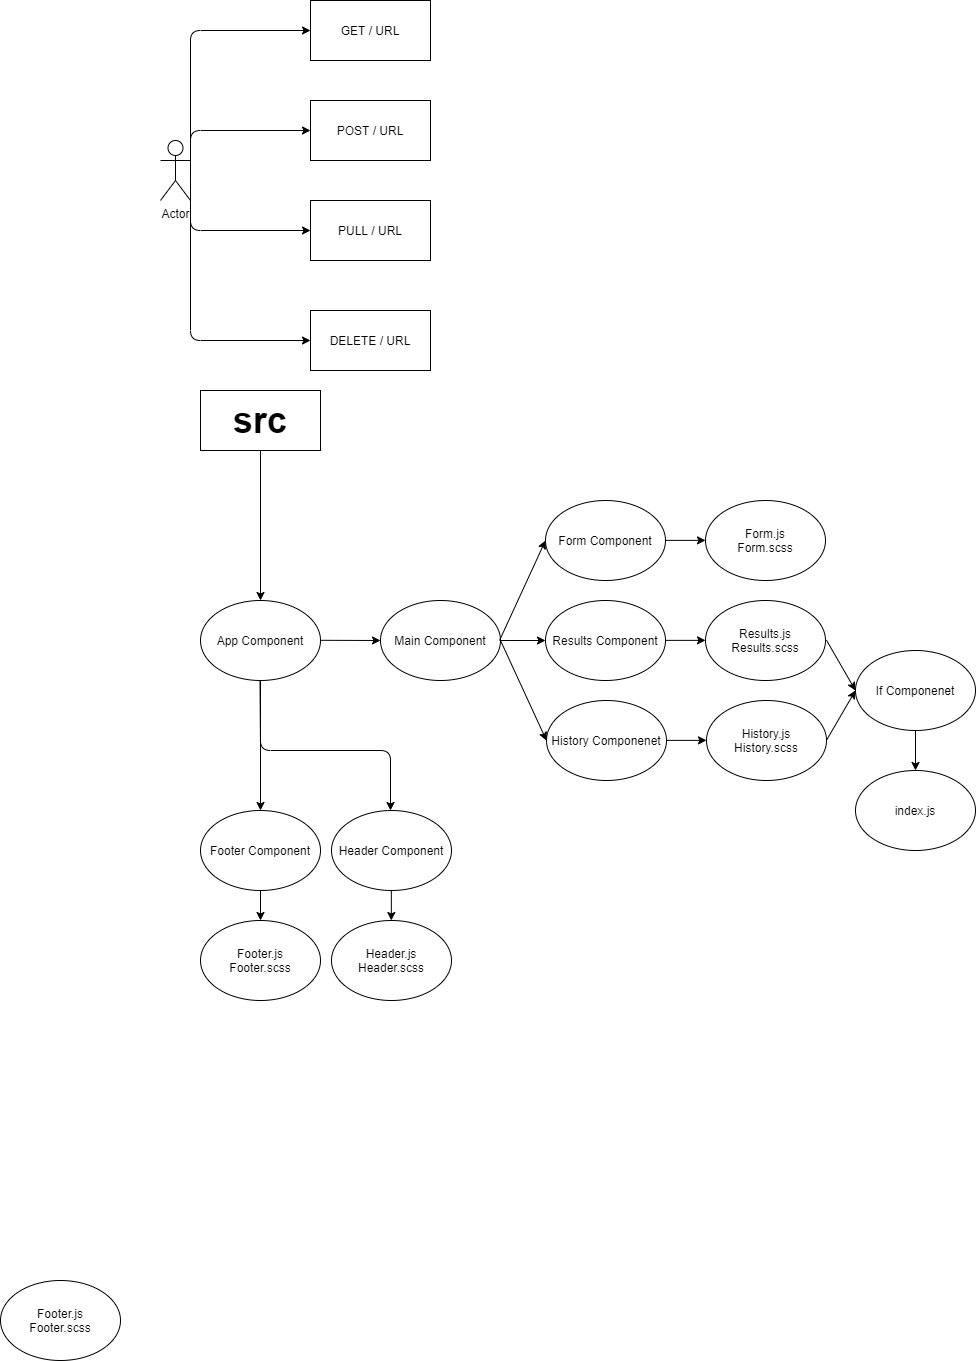 GET / URL
POST / URL
Actor
PULL / URL
DELETE / URL
src
Form Component
Form.js
Form.scss
App Component
Main Component
Results Component
Results.js
Results.scss
If Componenet
History Componenet
History.js
History.scss
index.js
Footer Component
Header Component
Footer.js
Footer.scss
Header.js
Header.scss
Footer.js
Footer.scss